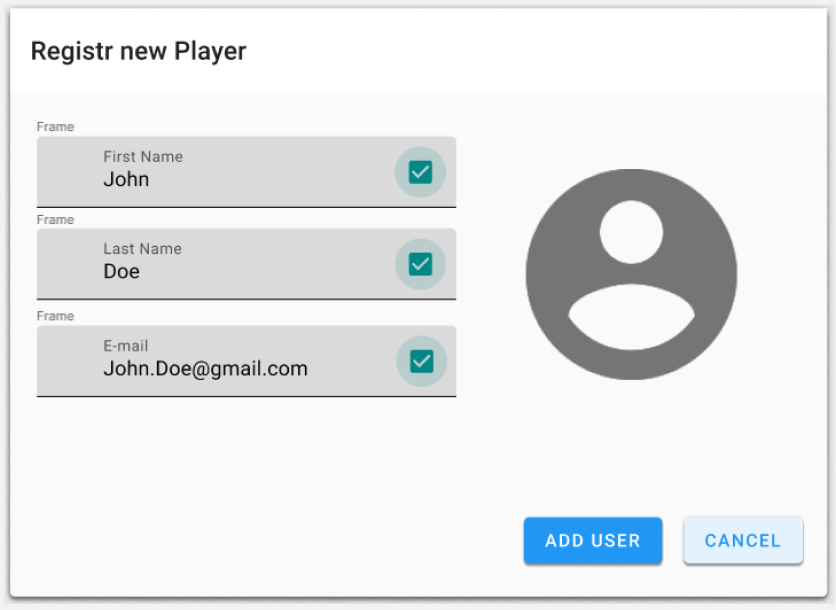 Registr new Player
Frame
First Name
John
Frame
Last Name
Doe
Frame
E-mail
John.Doe@gmail.com
ADD USER
CANCEL